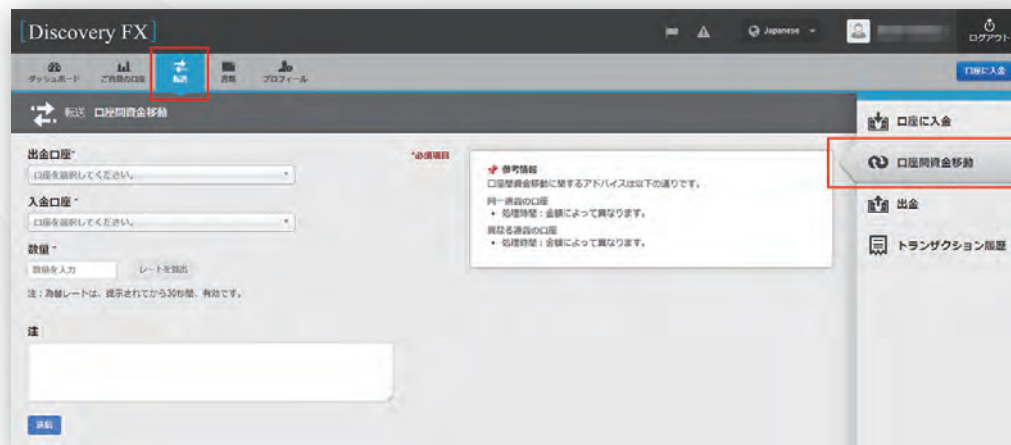 [Discovery FX]
Japanese
ログアウト
ダッシュボード
ご自身の口座
転送
書類
プロフィール
口座に入金
転送 口座間資金移動
出金口座*
*必須項目
口座を選択してください。
入金口座*
口座を選択してください。
数量*
数値を入力
レートを算出
注：為替レートは、提示されてから30秒間、有効です。
注
送信
参考情報
口座間資金移動に関するアドバイスは以下の通りです。
同一通貨の口座
• 処理時間：金額によって異なります。
異なる通貨の口座
• 処理時間：金額によって異なります。
口座に入金
口座間資金移動
出金
トランザクション履歴